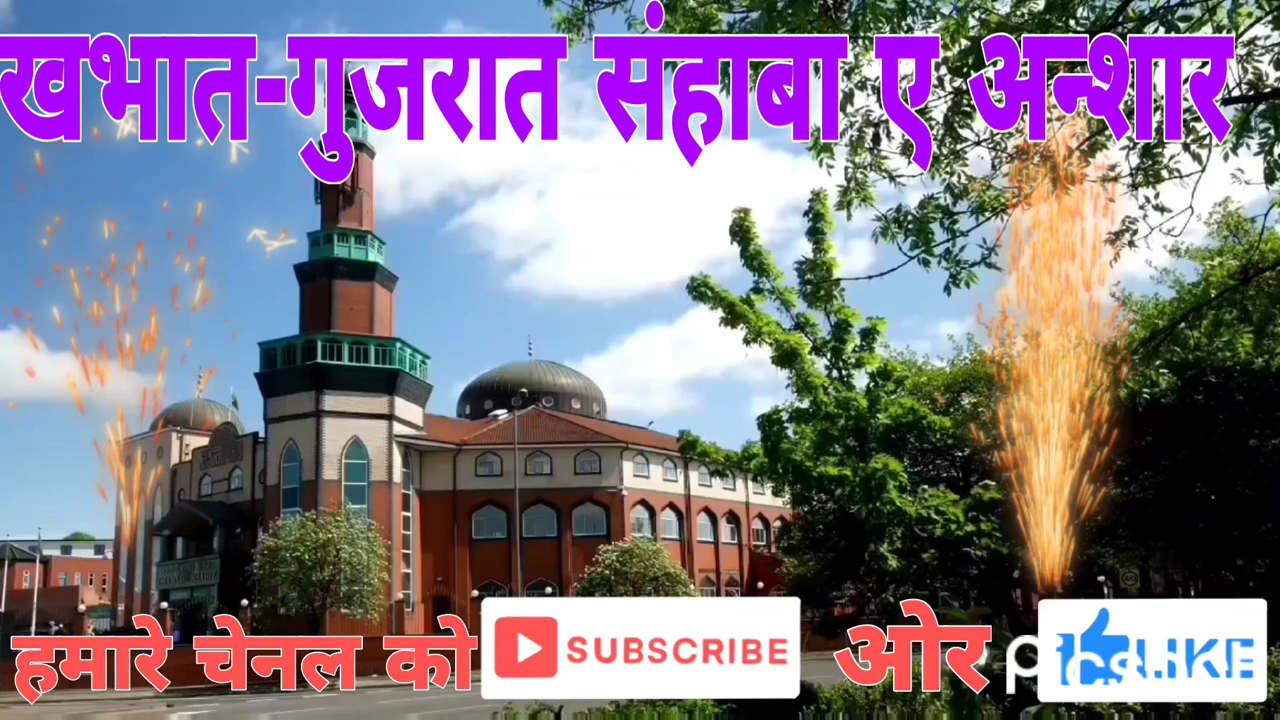 खभात-गुजरात संहाबा ए अन्शार
हमारे चेनल को SUBSCRIBE ओर LIKE